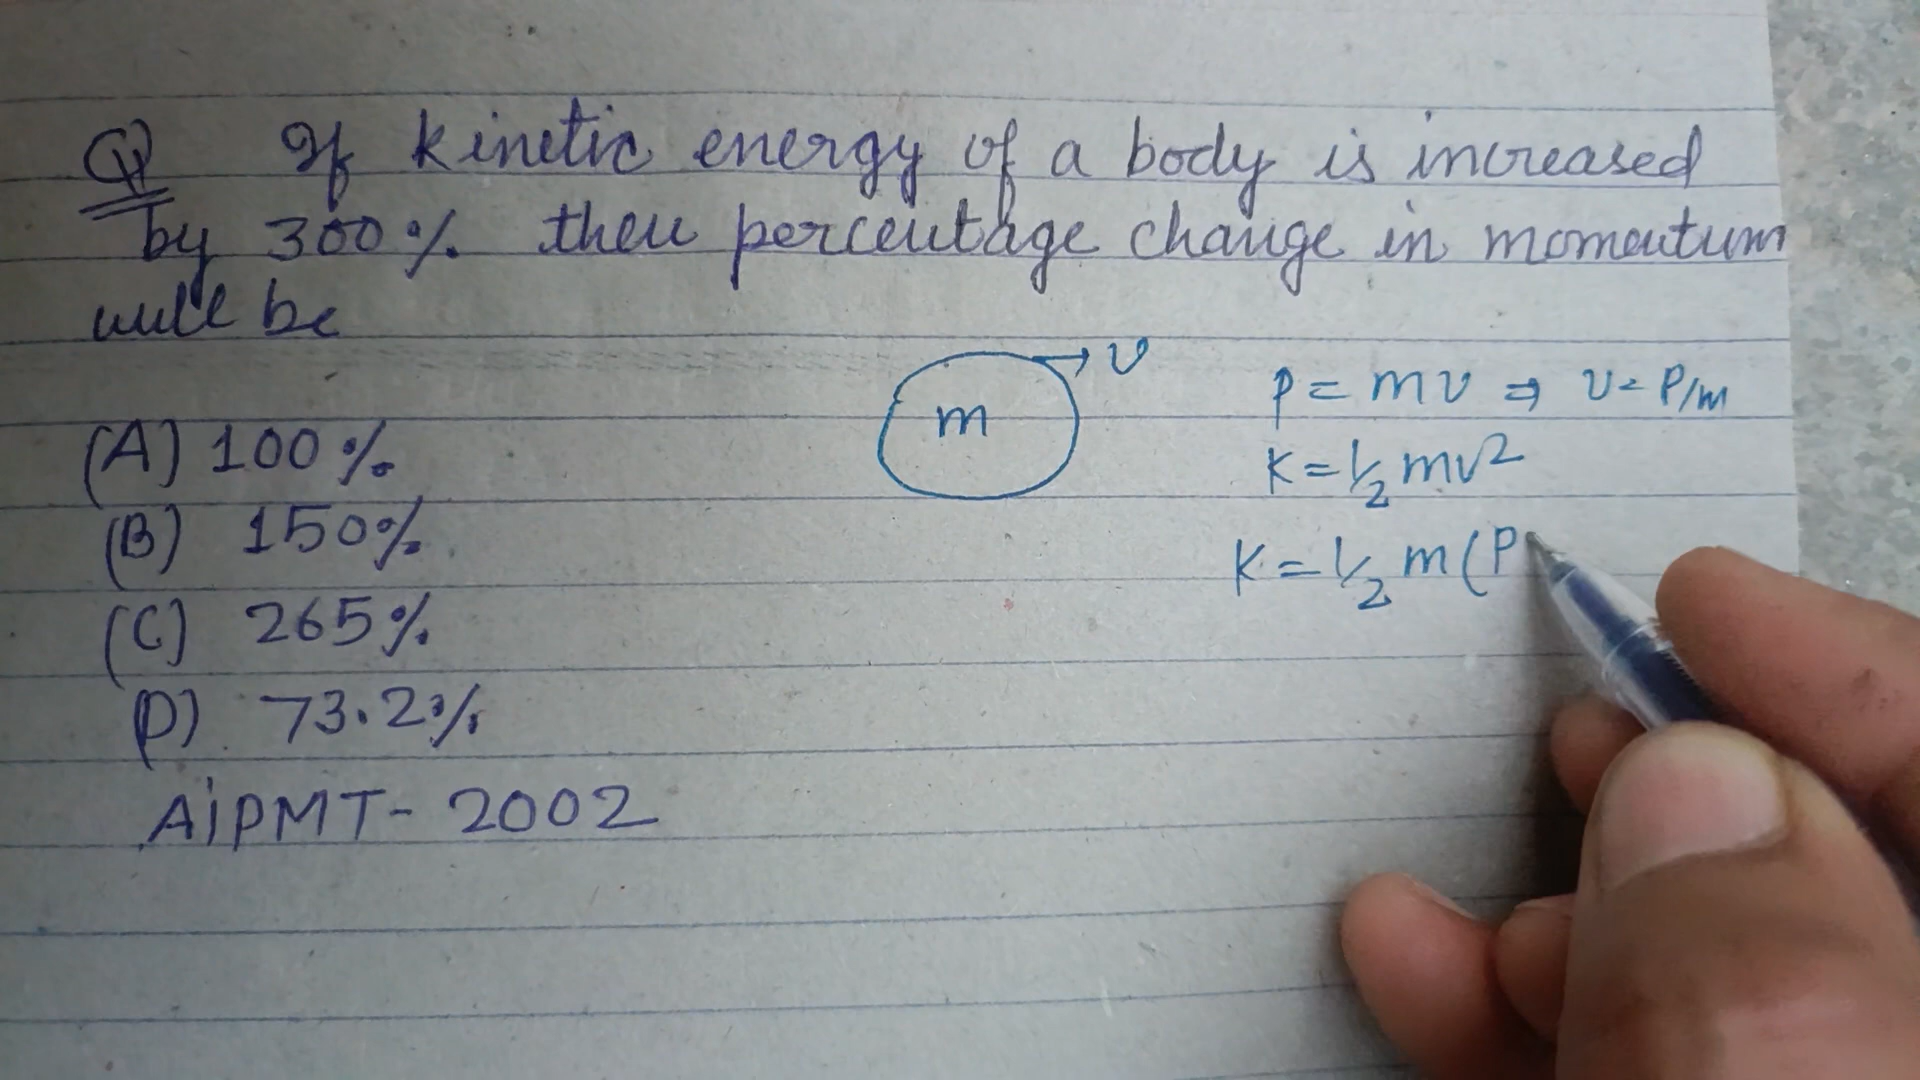 Q) If kinetic energy of a body is increased
by 300% then percentage change in momentum
will be
(A) 100%
(B) 150%
(C) 265%
(D) 73.2%
AiPMT- 2002
m → v
P = mv ⇒ v = P/m
K = 1/2 mv²
K = 1/2 m (P